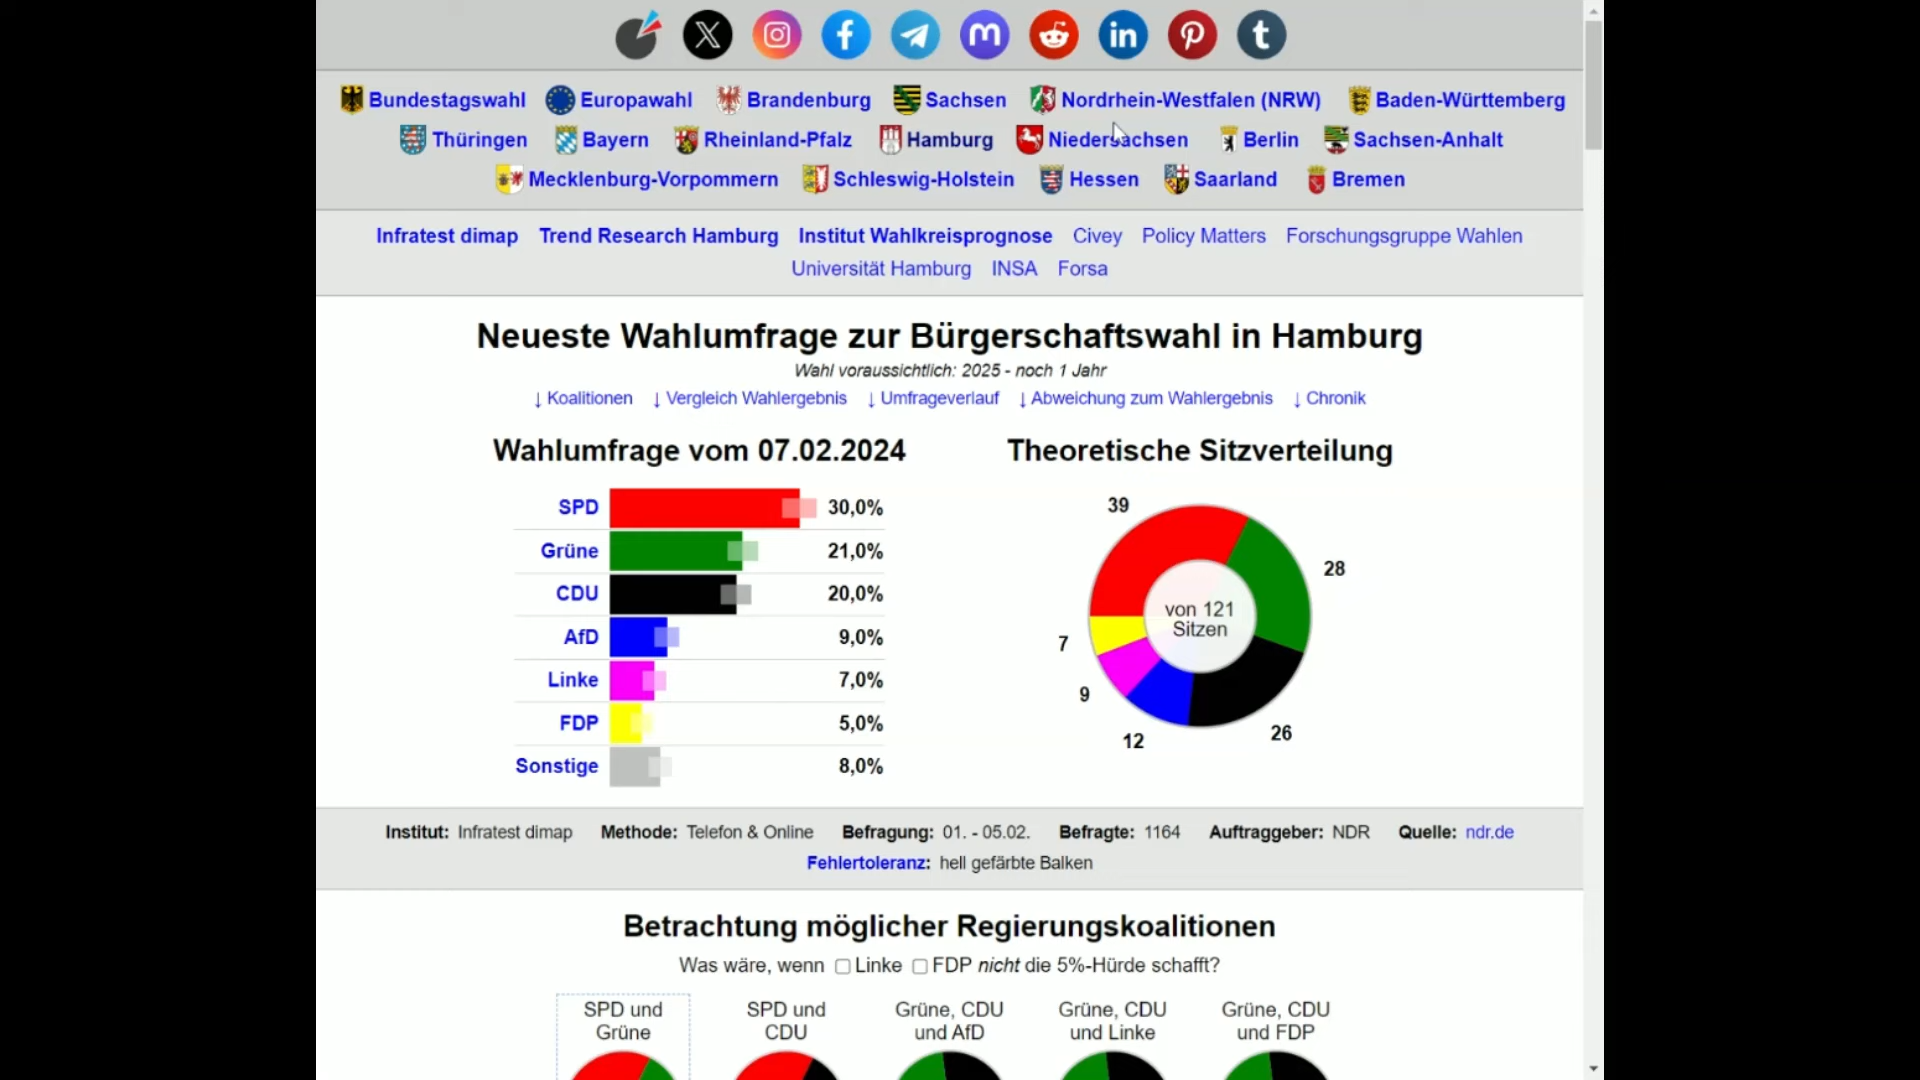 Bundestagswahl Europawahl Brandenburg Sachsen Nordrhein-Westfalen (NRW) Baden-Württemberg
Thüringen Bayern Rheinland-Pfalz Hamburg Niedersachsen Berlin Sachsen-Anhalt
Mecklenburg-Vorpommern Schleswig-Holstein Hessen Saarland Bremen
Infratest dimap Trend Research Hamburg Institut Wahlkreisprognose Civey Policy Matters Forschungsgruppe Wahlen
Universität Hamburg INSA Forsa
Neueste Wahlumfrage zur Bürgerschaftswahl in Hamburg
Wahl voraussichtlich: 2025 - noch 1 Jahr
↓ Koalitionen ↓ Vergleich Wahlergebnis ↓ Umfrageverlauf ↓ Abweichung zum Wahlergebnis ↓ Chronik
Wahlumfrage vom 07.02.2024
SPD 30,0%
Grüne 21,0%
CDU 20,0%
AfD 9,0%
Linke 7,0%
FDP 5,0%
Sonstige 8,0%
Theoretische Sitzverteilung
39
28
von 121
Sitzen
7
9
12
26
Institut: Infratest dimap Methode: Telefon & Online Befragung: 01. - 05.02. Befragte: 1164 Auftraggeber: NDR Quelle: ndr.de
Fehlertoleranz: hell gefärbte Balken
Betrachtung möglicher Regierungskoalitionen
Was wäre, wenn Linke FDP nicht die 5%-Hürde schafft?
SPD und
Grüne
SPD und
CDU
Grüne, CDU
und AfD
Grüne, CDU
und Linke
Grüne, CDU
und FDP